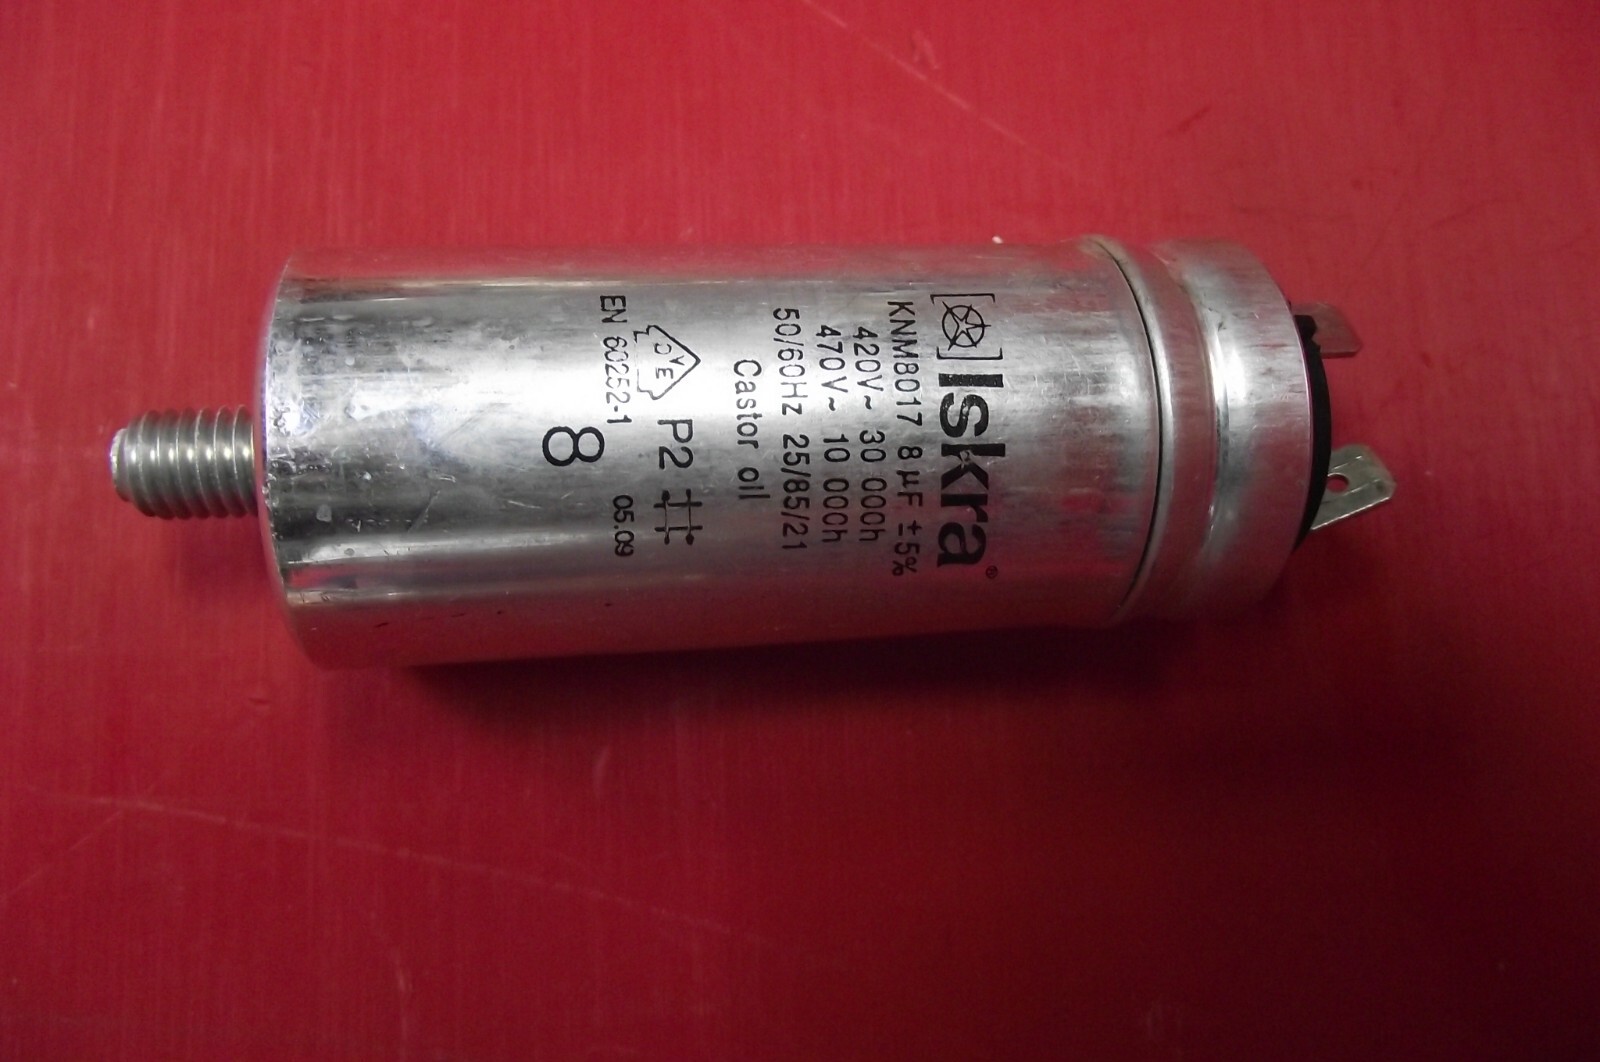 Iskra®
KNM8017 8 µF ±5%
420V~ 30 000h
470V~ 10 000h
50/60Hz 25/85/21
Castor oil
DVE P2
EN 60252-1 05.09
8